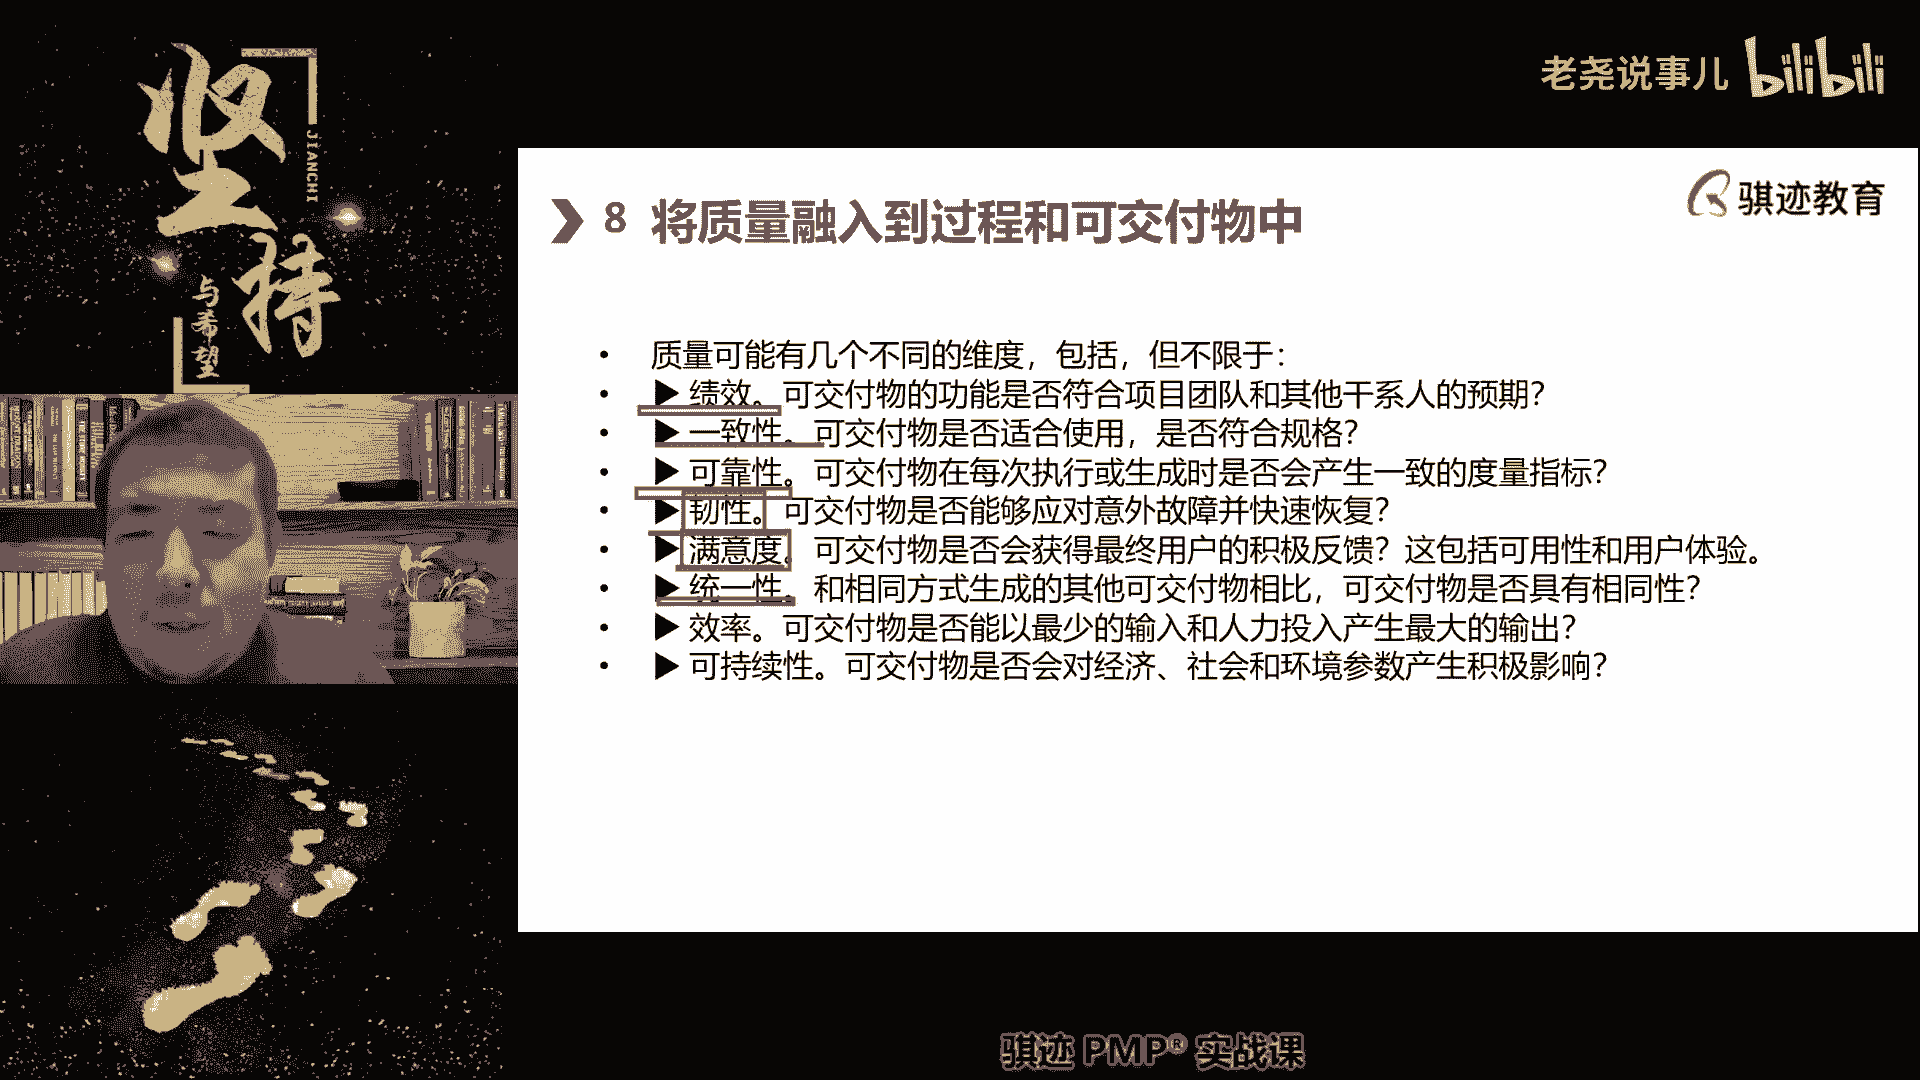 坚持
JIANCHI
与希望
老尧说事儿 bilibili
骐迹教育
8 将质量融入到过程和可交付物中
• 质量可能有几个不同的维度，包括，但不限于：
• ▶ 绩效。可交付物的功能是否符合项目团队和其他干系人的预期？
• ▶ 一致性。可交付物是否适合使用，是否符合规格？
• ▶ 可靠性。可交付物在每次执行或生成时是否会产生一致的度量指标？
• ▶ 韧性。可交付物是否能够应对意外故障并快速恢复？
• ▶ 满意度。可交付物是否会获得最终用户的积极反馈？这包括可用性和用户体验。
• ▶ 统一性。和相同方式生成的其他可交付物相比，可交付物是否具有相同性？
• ▶ 效率。可交付物是否能以最少的输入和人力投入产生最大的输出？
• ▶ 可持续性。可交付物是否会对经济、社会和环境参数产生积极影响？
骐迹 PMP® 实战课